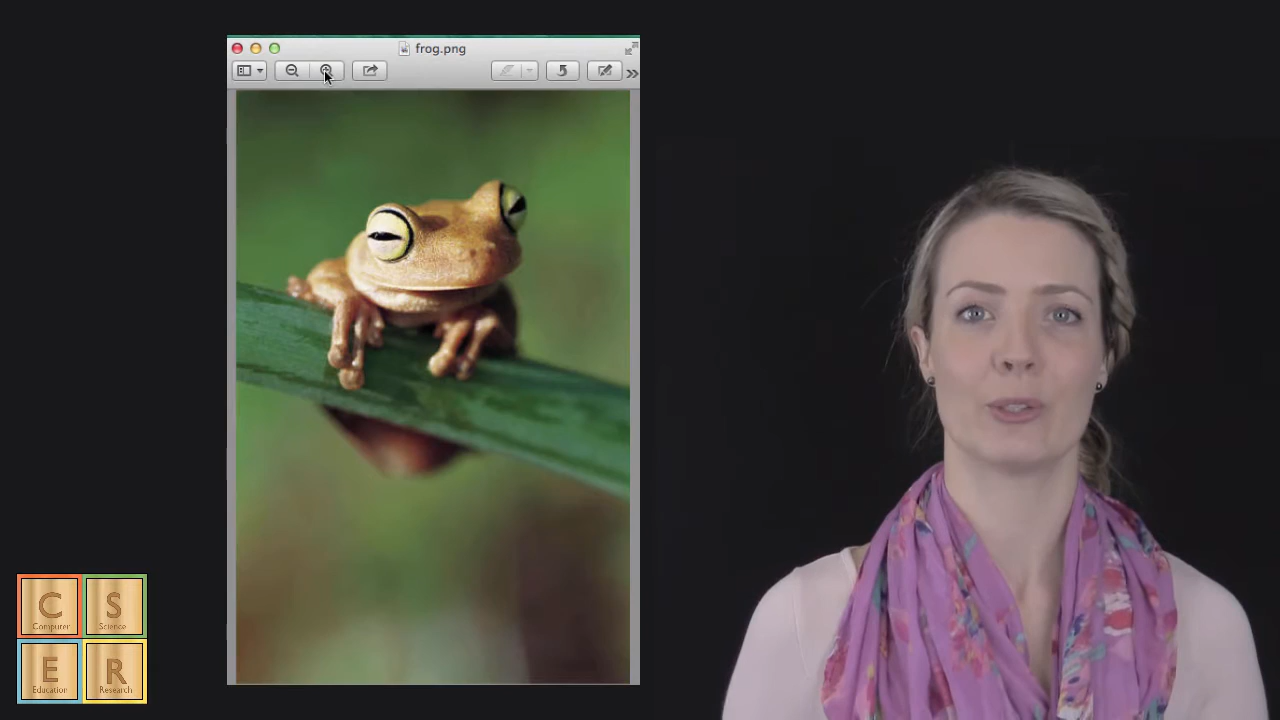 frog.png
C
Computer
S
Science
E
Education
R
Research